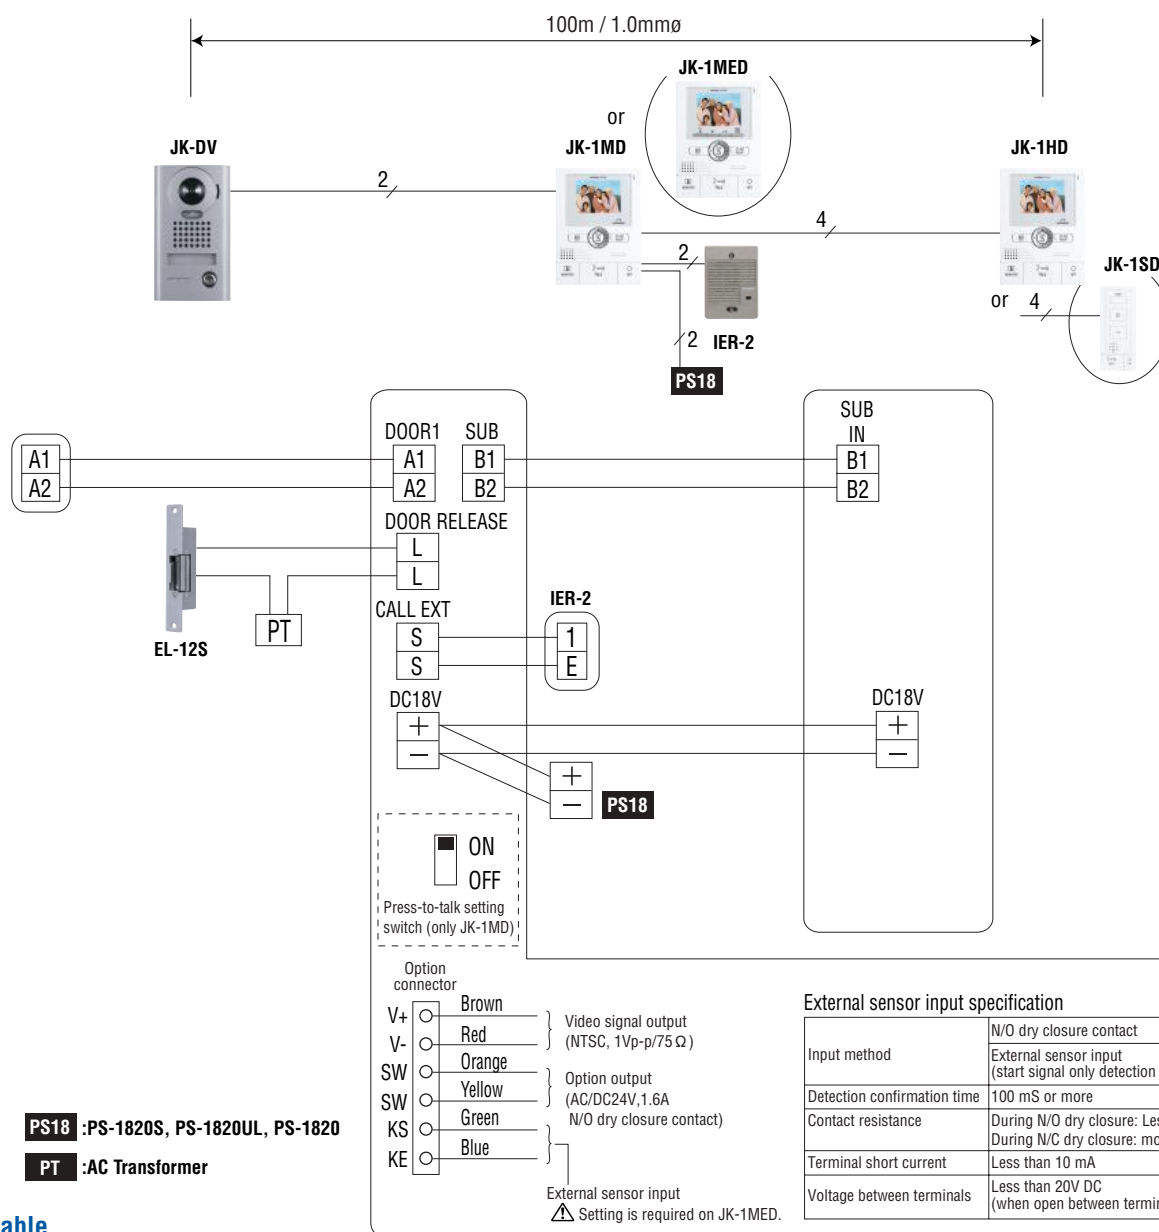 100m / 1.0mmø
JK-1MED
or
JK-DV
JK-1MD
JK-1HD
2
4
2
JK-1SD
or 4
2
IER-2
PS18
DOOR1
SUB
SUB
IN
A1
A1
B1
B1
A2
A2
B2
B2
DOOR RELEASE
L
L
PT
EL-12S
CALL EXT
IER-2
S
1
S
E
DC18V
DC18V
+
+
—
—
+
—
PS18
ON
OFF
Press-to-talk setting
switch (only JK-1MD)
Option
connector
V+ Brown
V- Red
Video signal output
(NTSC, 1Vp-p/75 Ω)
SW Orange
SW Yellow
Option output
(AC/DC24V,1.6A
N/O dry closure contact)
KS Green
KE Blue
External sensor input
⚠ Setting is required on JK-1MED.
External sensor input specification
Input method
N/O dry closure contact
External sensor input
(start signal only detection
Detection confirmation time
100 mS or more
Contact resistance
During N/O dry closure:
During N/C dry closure:
Terminal short current
Less than 10 mA
Voltage between terminals
Less than 20V DC
(when open between
PS18 :PS-1820S, PS-1820UL, PS-1820
PT :AC Transformer